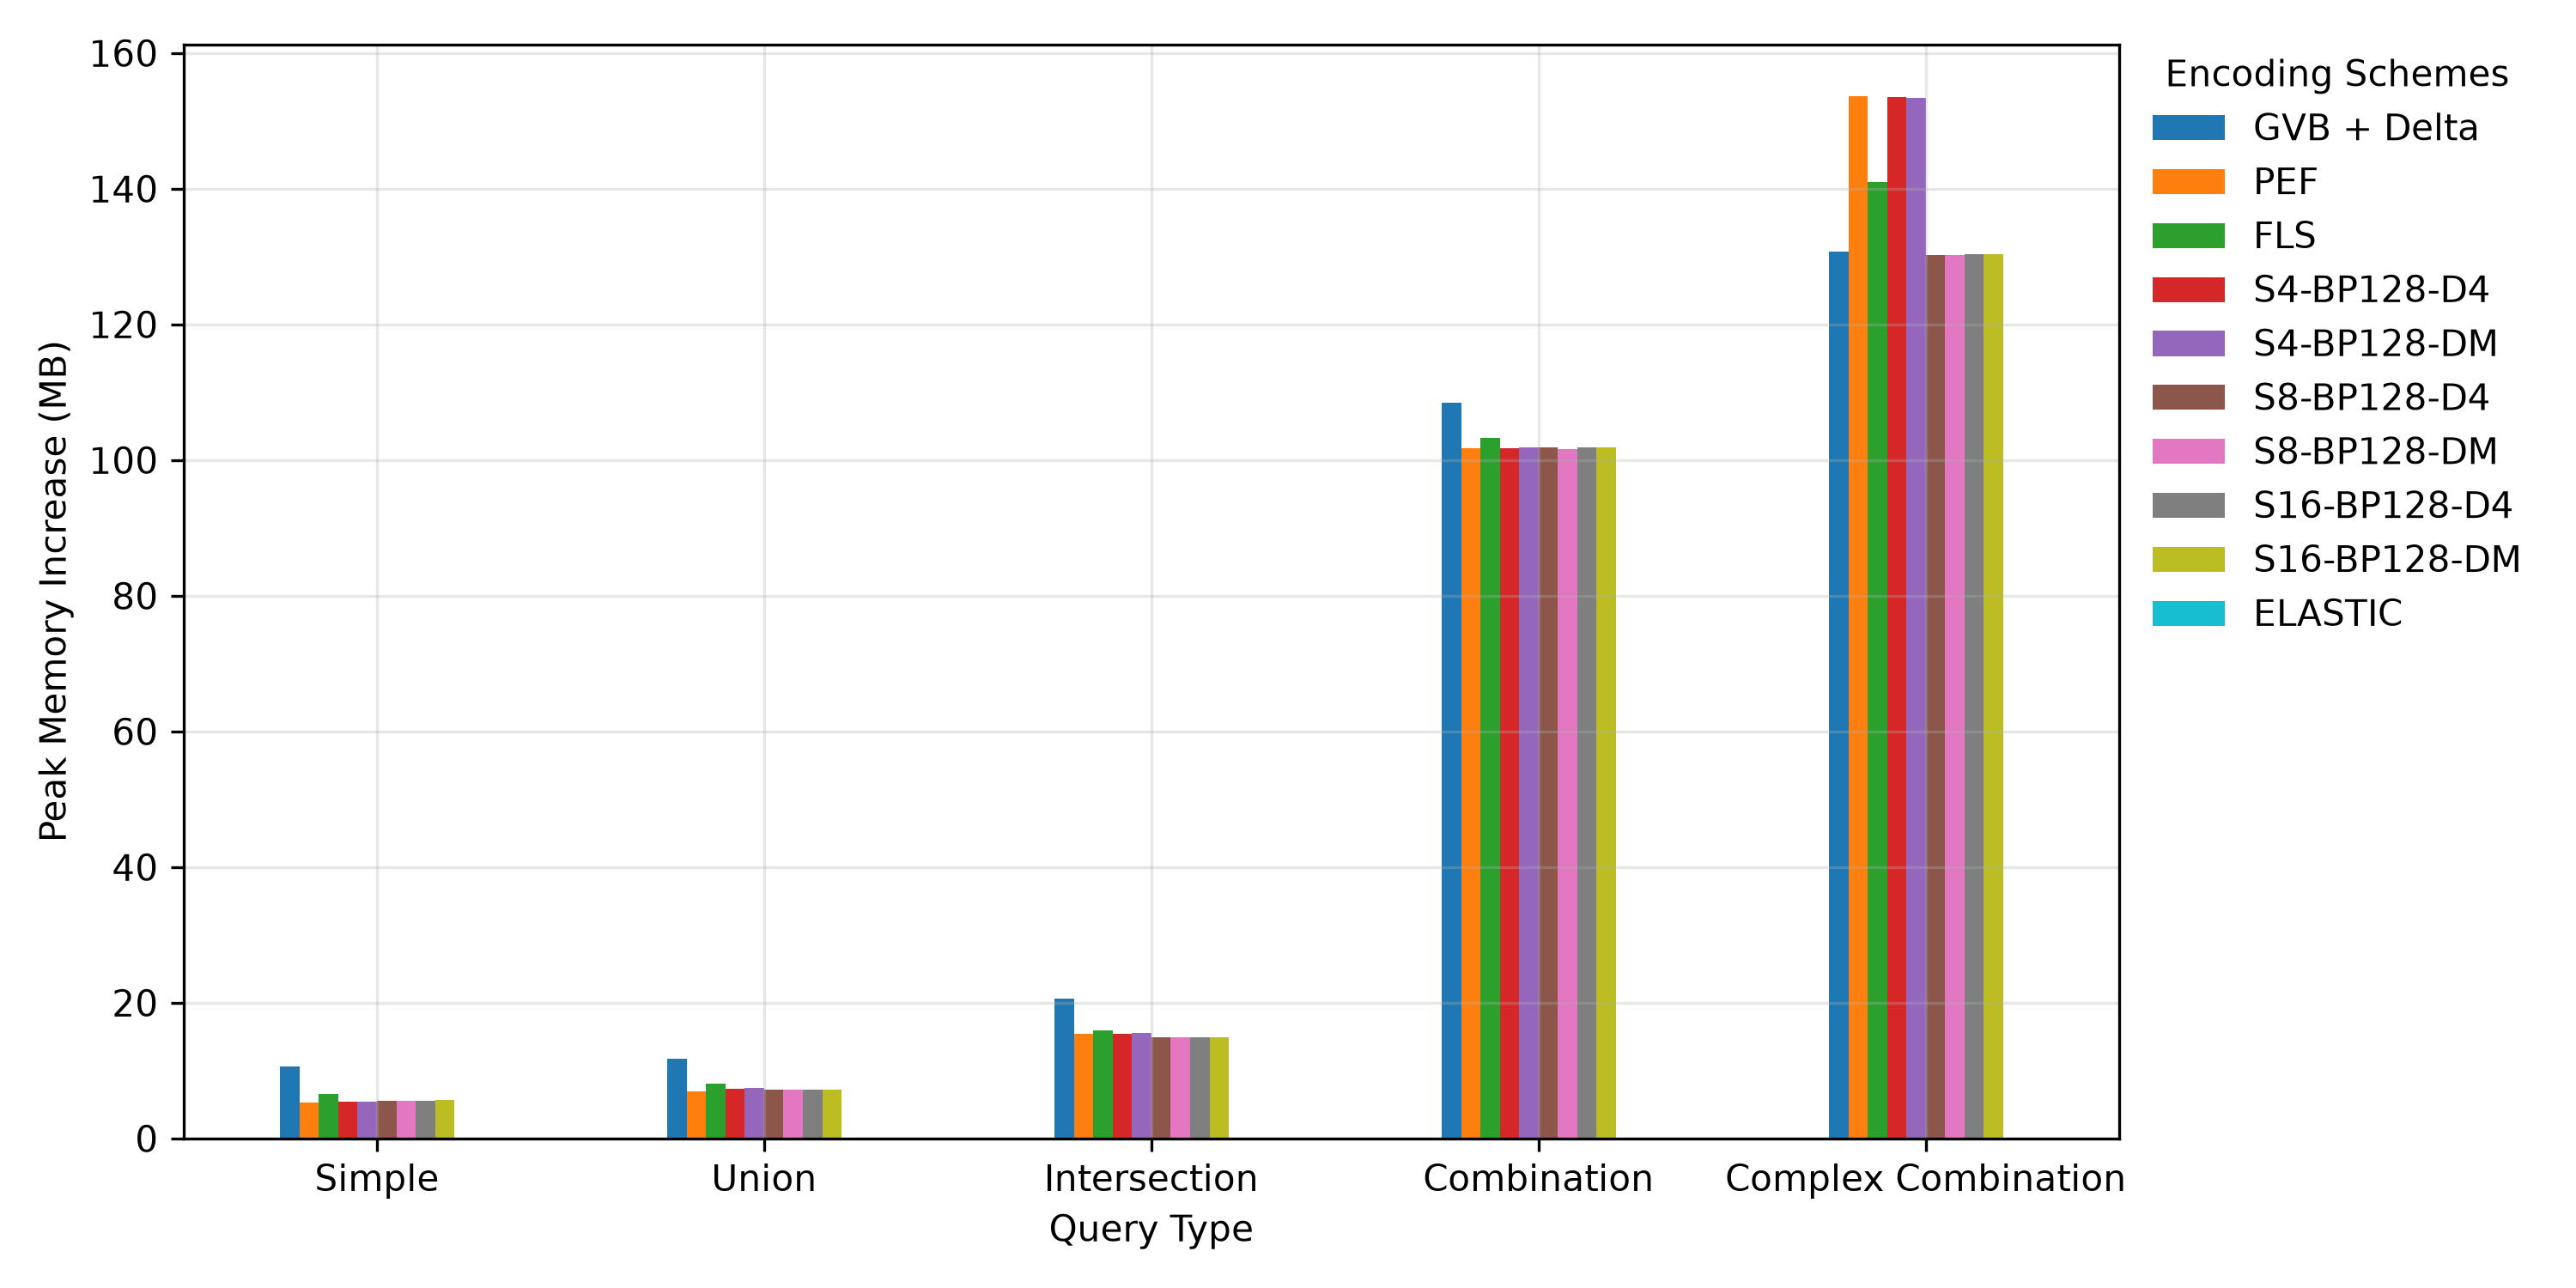 160
140
120
100
80
60
40
20
0
Peak Memory Increase (MB)
Simple
Union
Intersection
Combination
Complex Combination
Query Type
Encoding Schemes
GVB + Delta
PEF
FLS
S4-BP128-D4
S4-BP128-DM
S8-BP128-D4
S8-BP128-DM
S16-BP128-D4
S16-BP128-DM
ELASTIC